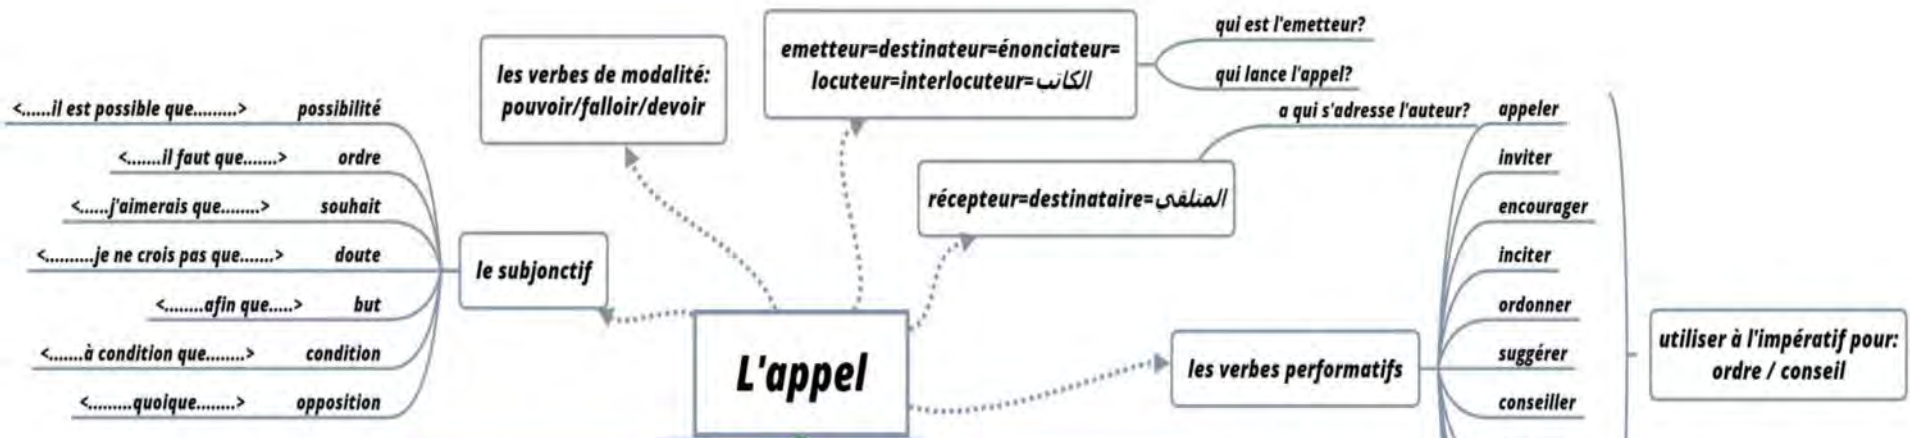 <......il est possible que.........> possibilité
<.......il faut que.......> ordre
<......j'aimerais que........> souhait
<..........je ne crois pas que.......> doute
<........afin que.....> but
<.......à condition que........> condition
<.........quoique........> opposition
le subjonctif
les verbes de modalité:
pouvoir/falloir/devoir
emetteur=destinateur=énonciateur=
locuteur=interlocuteur=الكاتب
qui est l'emetteur?
qui lance l'appel?
récepteur=destinataire=المتلقي
a qui s'adresse l'auteur?
L'appel
les verbes performatifs
appeler
inviter
encourager
inciter
ordonner
suggérer
conseiller
utiliser à l'impératif pour:
ordre / conseil